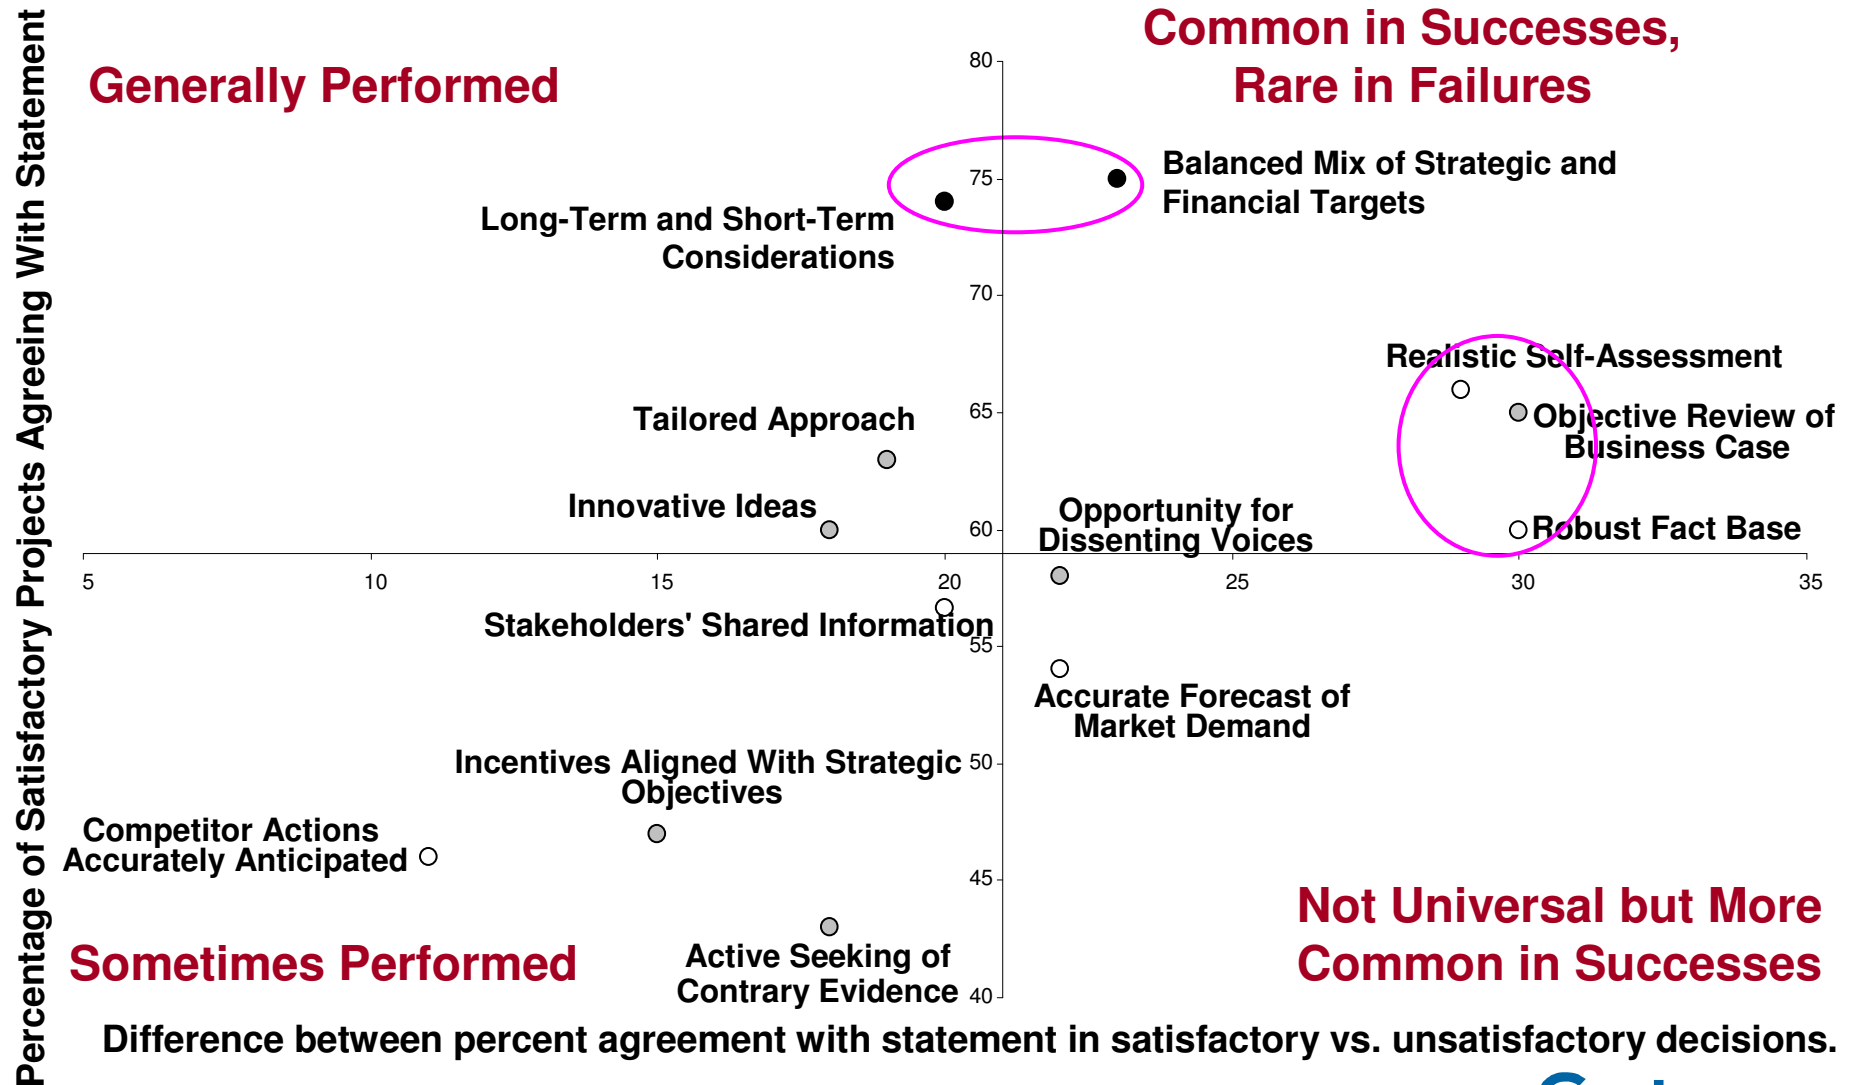 Percentage of Satisfactory Projects Agreeing With Statement
Generally Performed
Common in Successes,
Rare in Failures
80
75
70
65
60
55
50
45
40
Balanced Mix of Strategic and
Financial Targets
Long-Term and Short-Term
Considerations
Realistic Self-Assessment
Objective Review of
Business Case
Tailored Approach
Innovative Ideas
Opportunity for
Dissenting Voices
Robust Fact Base
5
10
15
20
25
30
35
Stakeholders' Shared Information
Accurate Forecast of
Market Demand
Incentives Aligned With Strategic
Objectives
Competitor Actions
Accurately Anticipated
Active Seeking of
Contrary Evidence
Sometimes Performed
Not Universal but More
Common in Successes
Difference between percent agreement with statement in satisfactory vs. unsatisfactory decisions.